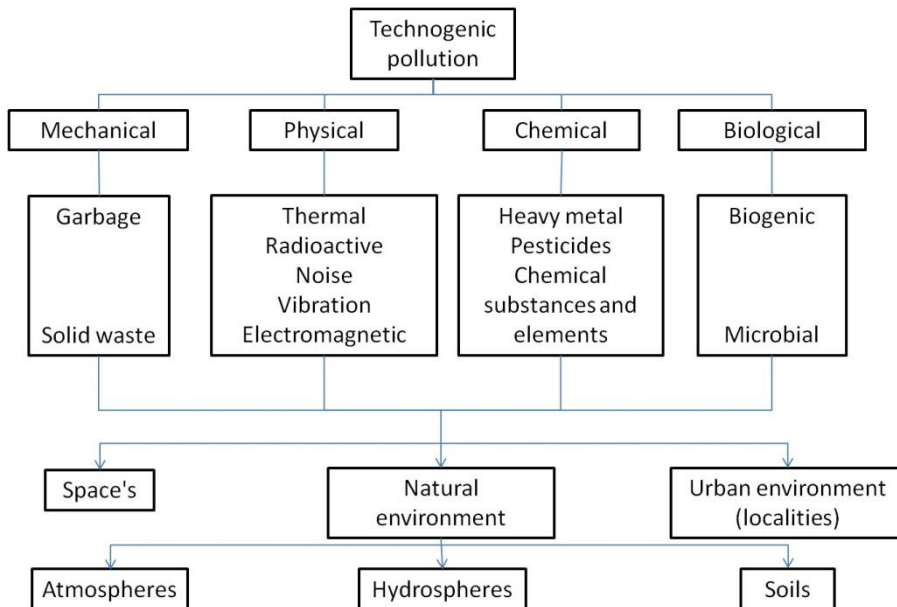 Technogenic
pollution
Mechanical
Physical
Chemical
Biological
Garbage
Solid waste
Thermal
Radioactive
Noise
Vibration
Electromagnetic
Heavy metal
Pesticides
Chemical
substances and
elements
Biogenic
Microbial
Space's
Natural
environment
Urban environment
(localities)
Atmospheres
Hydrospheres
Soils